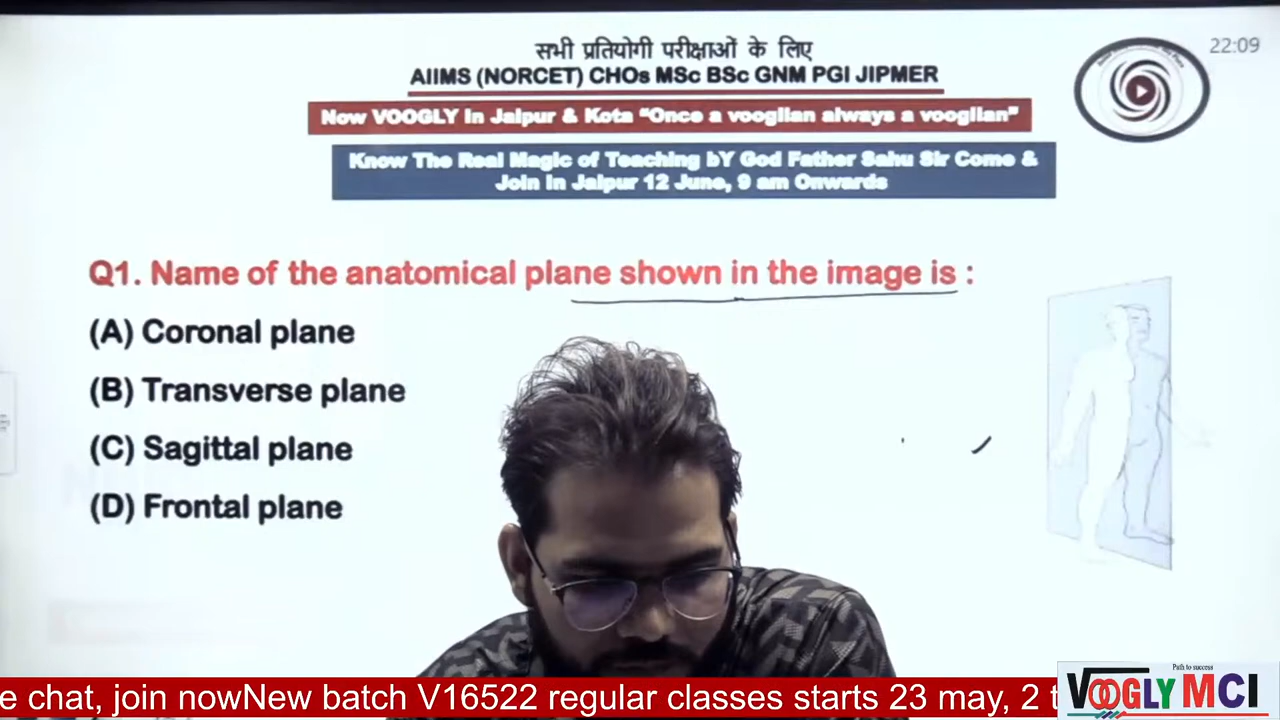 सभी प्रतियोगी परीक्षाओं के लिए
AIIMS (NORCET) CHOs MSc BSc GNM PGI JIPMER
22:09
Now VOOGLY in Jaipur & Kota “Once a vooglian always a vooglian”
Know The Real Magic of Teaching bY God Father Sahu Sir Come &
Join in Jaipur 12 June, 9 am Onwards
Q1. Name of the anatomical plane shown in the image is :
(A) Coronal plane
(B) Transverse plane
(C) Sagittal plane
(D) Frontal plane
Path to success
VOOGLY MCI
e chat, join nowNew batch V16522 regular classes starts 23 may, 2 t